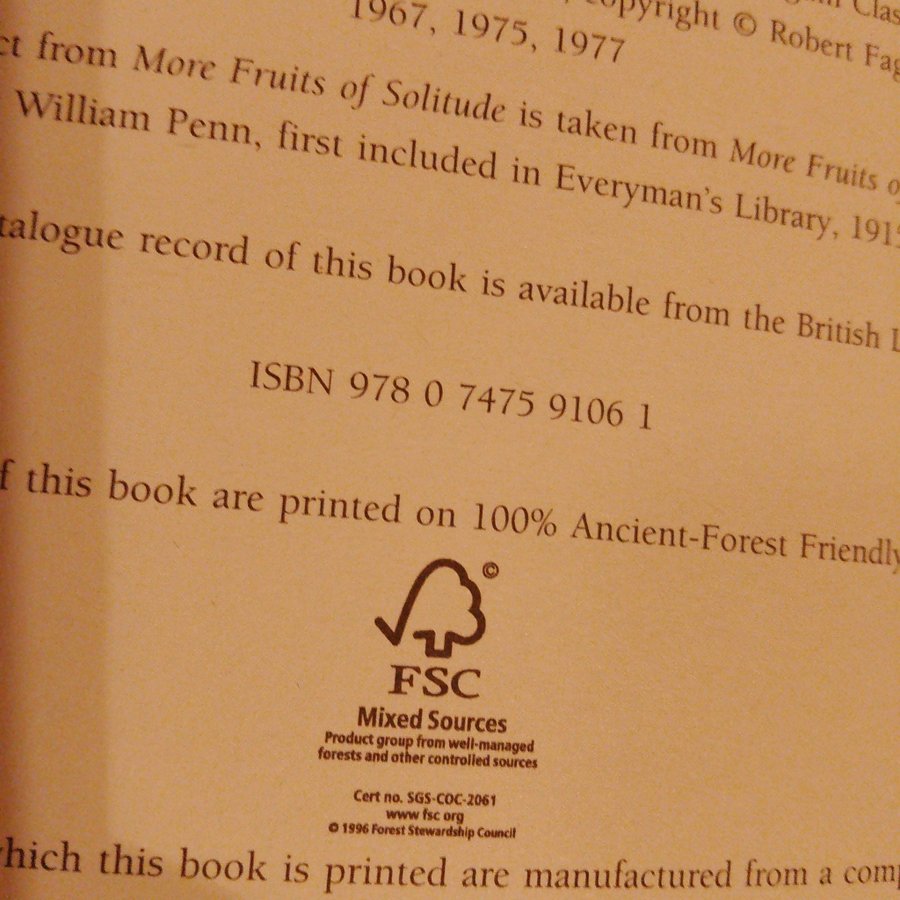 copyright © Robert
1967, 1975, 1977
from More Fruits of Solitude is taken from More Fruits
William Penn, first included in Everyman's Library, 191
talogue record of this book is available from the British L
ISBN 978 0 7475 9106 1
f this book are printed on 100% Ancient-Forest Friendly
©
FSC
Mixed Sources
Product group from well-managed
forests and other controlled sources
Cert no. SGS-COC-2061
www fsc org
© 1996 Forest Stewardship Council
which this book is printed are manufactured from a